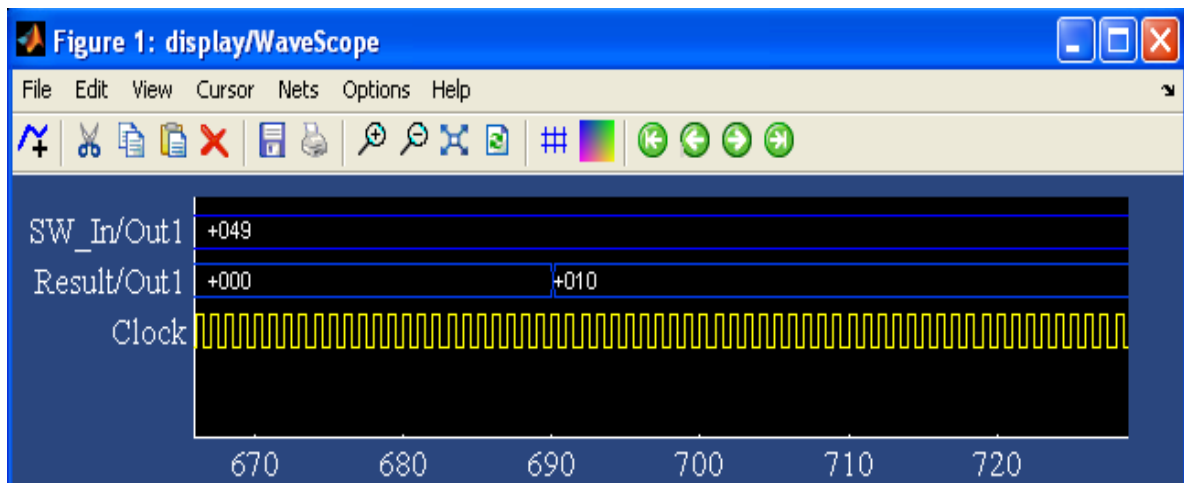 Figure 1: display/WaveScope
File Edit View Cursor Nets Options Help
SW_In/Out1 +049
Result/Out1 +000 +010
Clock
670 680 690 700 710 720